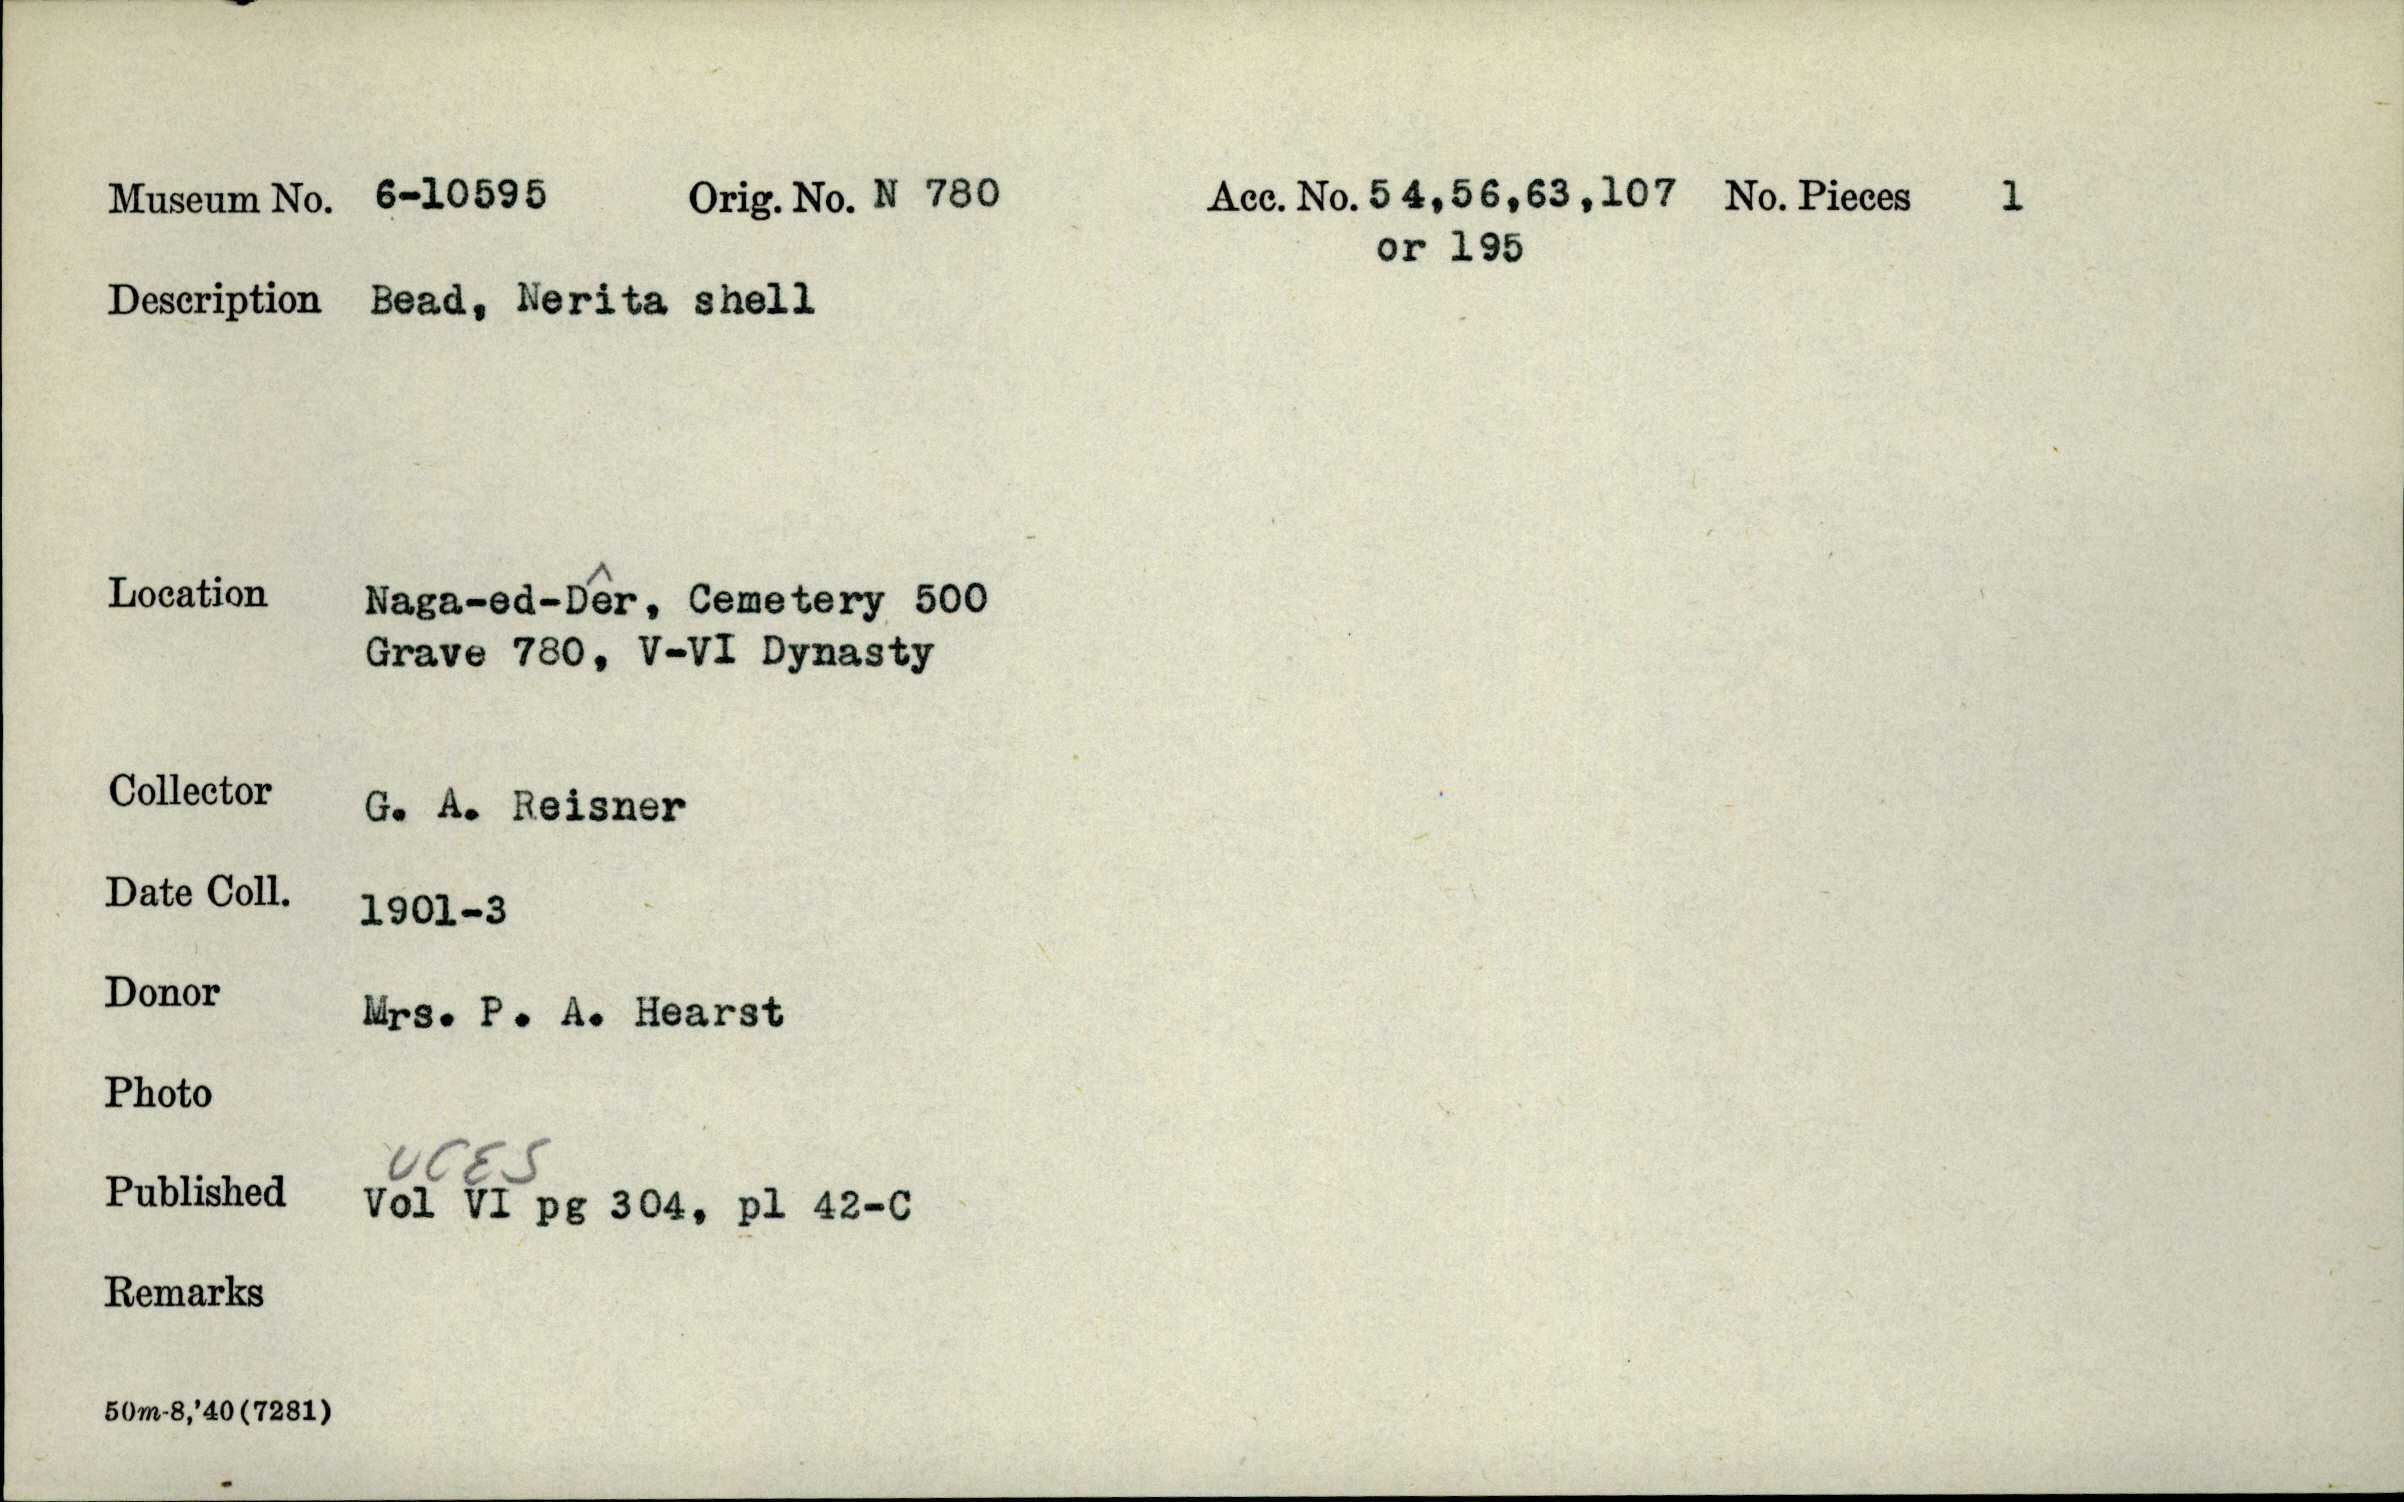 Museum No. 6-10595 Orig. No. N 780 Acc. No. 54,56,63,107 No. Pieces 1
or 195
Description Bead, Nerita shell
Location Naga-ed-Dêr, Cemetery 500
Grave 780, V-VI Dynasty
Collector G. A. Reisner
Date Coll. 1901-3
Donor Mrs. P. A. Hearst
Photo
UCES
Published Vol VI pg 304, pl 42-C
Remarks
50m-8,'40(7281)